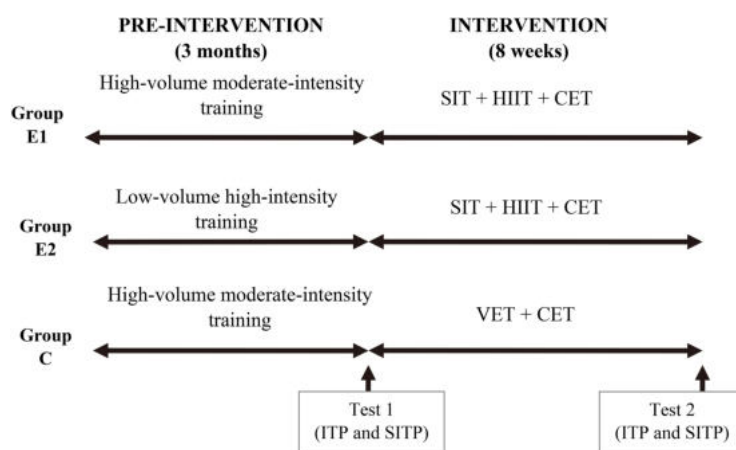 PRE-INTERVENTION
(3 months)
INTERVENTION
(8 weeks)
Group
E1
High-volume moderate-intensity
training
SIT + HIIT + CET
Group
E2
Low-volume high-intensity
training
SIT + HIIT + CET
Group
C
High-volume moderate-intensity
training
VET + CET
Test 1
(ITP and SITP)
Test 2
(ITP and SITP)